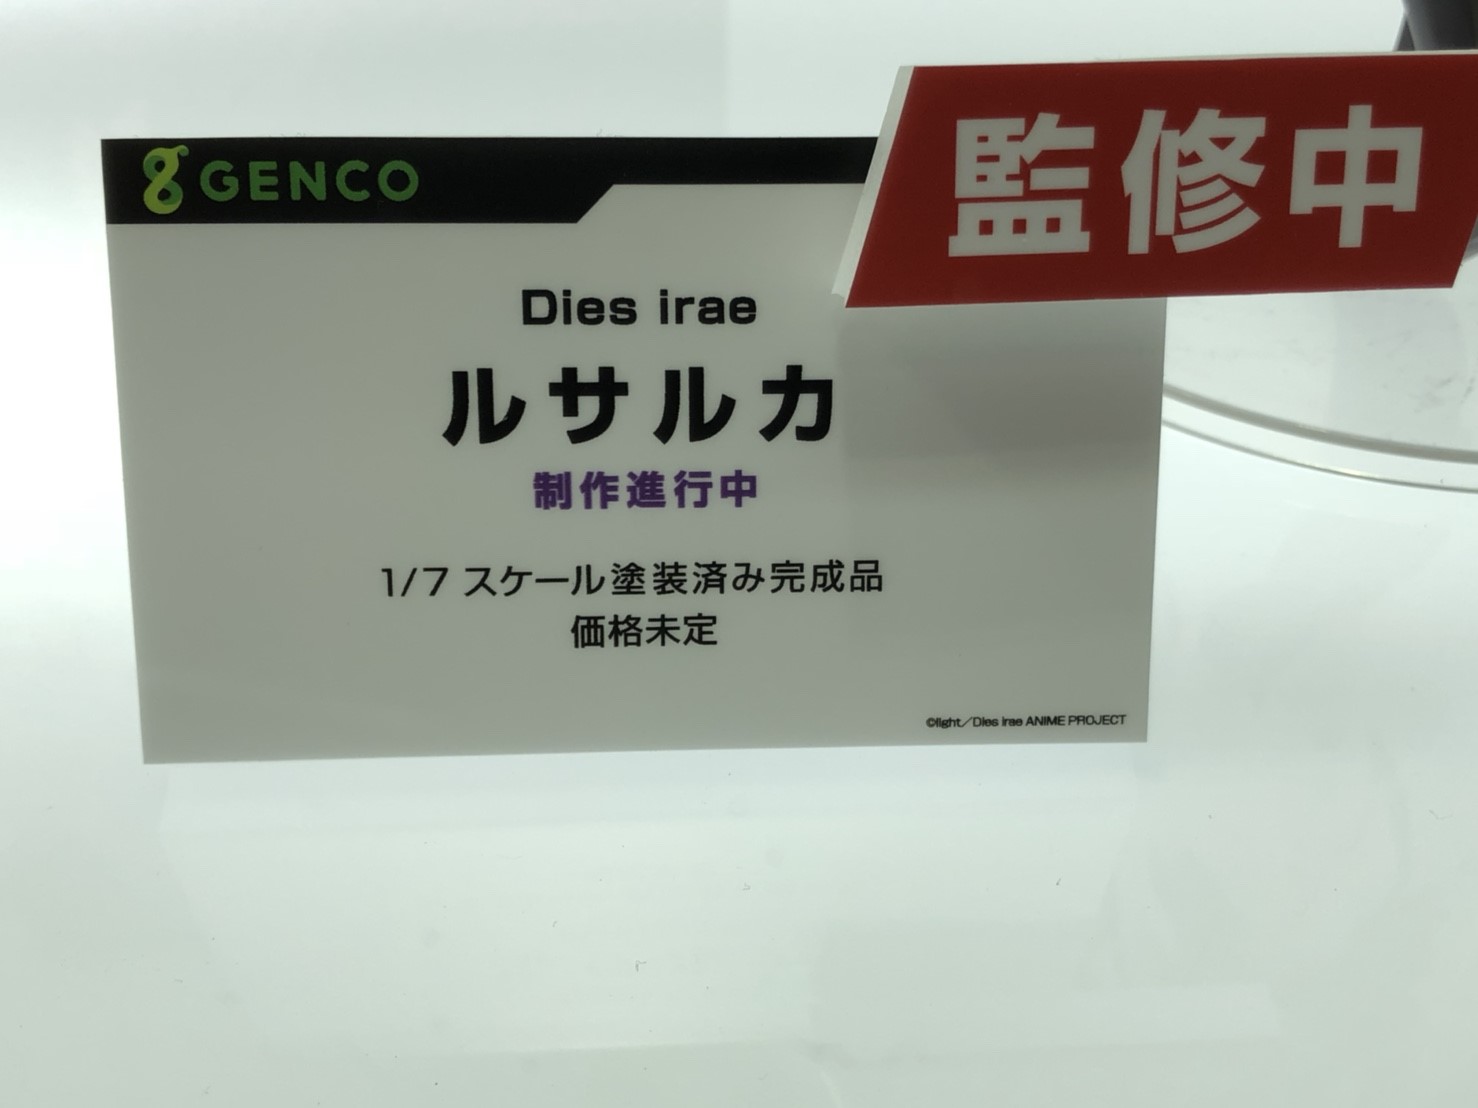 GENCO
監修中
Dies irae
ルサルカ
制作進行中
1/7 スケール塗装済み完成品
価格未定
©light／Dies irae ANIME PROJECT